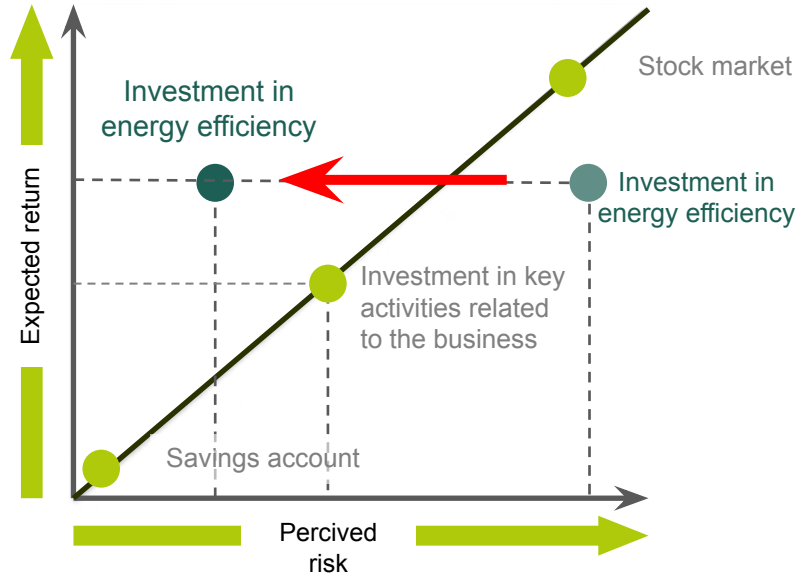 Stock market
Investment in
energy efficiency
Investment in
energy efficiency
Expected return
Investment in key
activities related
to the business
Savings account
Percived
risk